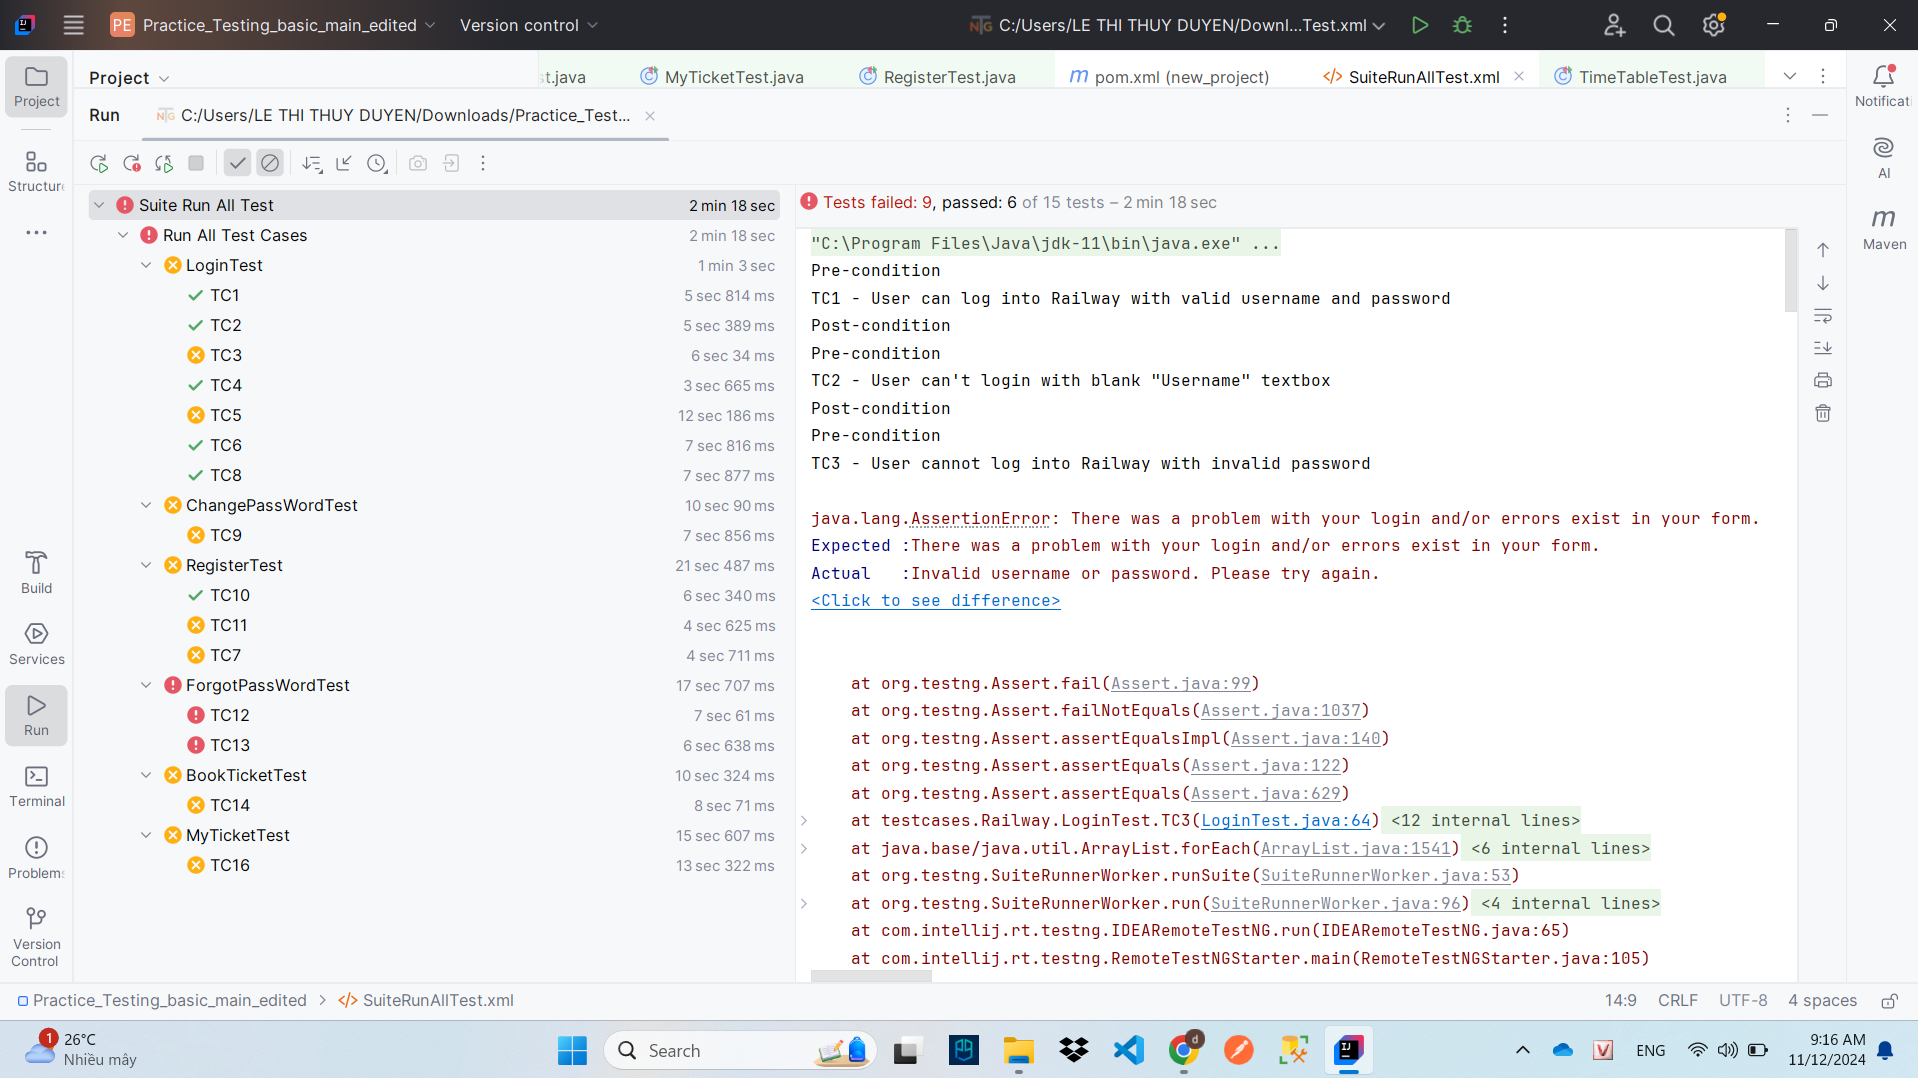 PE Practice_Testing_basic_main_edited Version control C:/Users/LE THI THUY DUYEN/Downl...Test.xml
Project
Structure
Build
Services
Run
Terminal
Problems
Version
Control
Project st.java MyTicketTest.java RegisterTest.java pom.xml (new_project) SuiteRunAllTest.xml TimeTableTest.java
Run C:/Users/LE THI THUY DUYEN/Downloads/Practice_Test...
Suite Run All Test 2 min 18 sec
Run All Test Cases 2 min 18 sec
LoginTest 1 min 3 sec
TC1 5 sec 814 ms
TC2 5 sec 389 ms
TC3 6 sec 34 ms
TC4 3 sec 665 ms
TC5 12 sec 186 ms
TC6 7 sec 816 ms
TC8 7 sec 877 ms
ChangePassWordTest 10 sec 90 ms
TC9 7 sec 856 ms
RegisterTest 21 sec 487 ms
TC10 6 sec 340 ms
TC11 4 sec 625 ms
TC7 4 sec 711 ms
ForgotPassWordTest 17 sec 707 ms
TC12 7 sec 61 ms
TC13 6 sec 638 ms
BookTicketTest 10 sec 324 ms
TC14 8 sec 71 ms
MyTicketTest 15 sec 607 ms
TC16 13 sec 322 ms
Tests failed: 9, passed: 6 of 15 tests – 2 min 18 sec
"C:\Program Files\Java\jdk-11\bin\java.exe" ...
Pre-condition
TC1 - User can log into Railway with valid username and password
Post-condition
Pre-condition
TC2 - User can't login with blank "Username" textbox
Post-condition
Pre-condition
TC3 - User cannot log into Railway with invalid password
java.lang.AssertionError: There was a problem with your login and/or errors exist in your form.
Expected :There was a problem with your login and/or errors exist in your form.
Actual :Invalid username or password. Please try again.
<Click to see difference>
at org.testng.Assert.fail(Assert.java:99)
at org.testng.Assert.failNotEquals(Assert.java:1037)
at org.testng.Assert.assertEqualsImpl(Assert.java:140)
at org.testng.Assert.assertEquals(Assert.java:122)
at org.testng.Assert.assertEquals(Assert.java:629)
at testcases.Railway.LoginTest.TC3(LoginTest.java:64) <12 internal lines>
at java.base/java.util.ArrayList.forEach(ArrayList.java:1541) <6 internal lines>
at org.testng.SuiteRunnerWorker.runSuite(SuiteRunnerWorker.java:53)
at org.testng.SuiteRunnerWorker.run(SuiteRunnerWorker.java:96) <4 internal lines>
at com.intellij.rt.testng.IDEARemoteTestNG.run(IDEARemoteTestNG.java:65)
at com.intellij.rt.testng.RemoteTestNGStarter.main(RemoteTestNGStarter.java:105)
Notificati
AI
Maven
Practice_Testing_basic_main_edited > SuiteRunAllTest.xml 14:9 CRLF UTF-8 4 spaces
1 26°C
Nhiều mây
Search
ENG
9:16 AM
11/12/2024